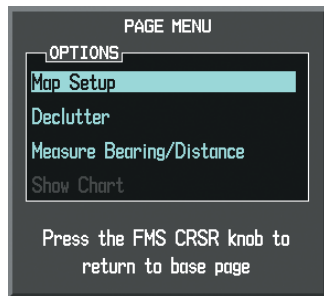 PAGE MENU
OPTIONS
Map Setup
Declutter
Measure Bearing/Distance
Show Chart
Press the FMS CRSR knob to
return to base page